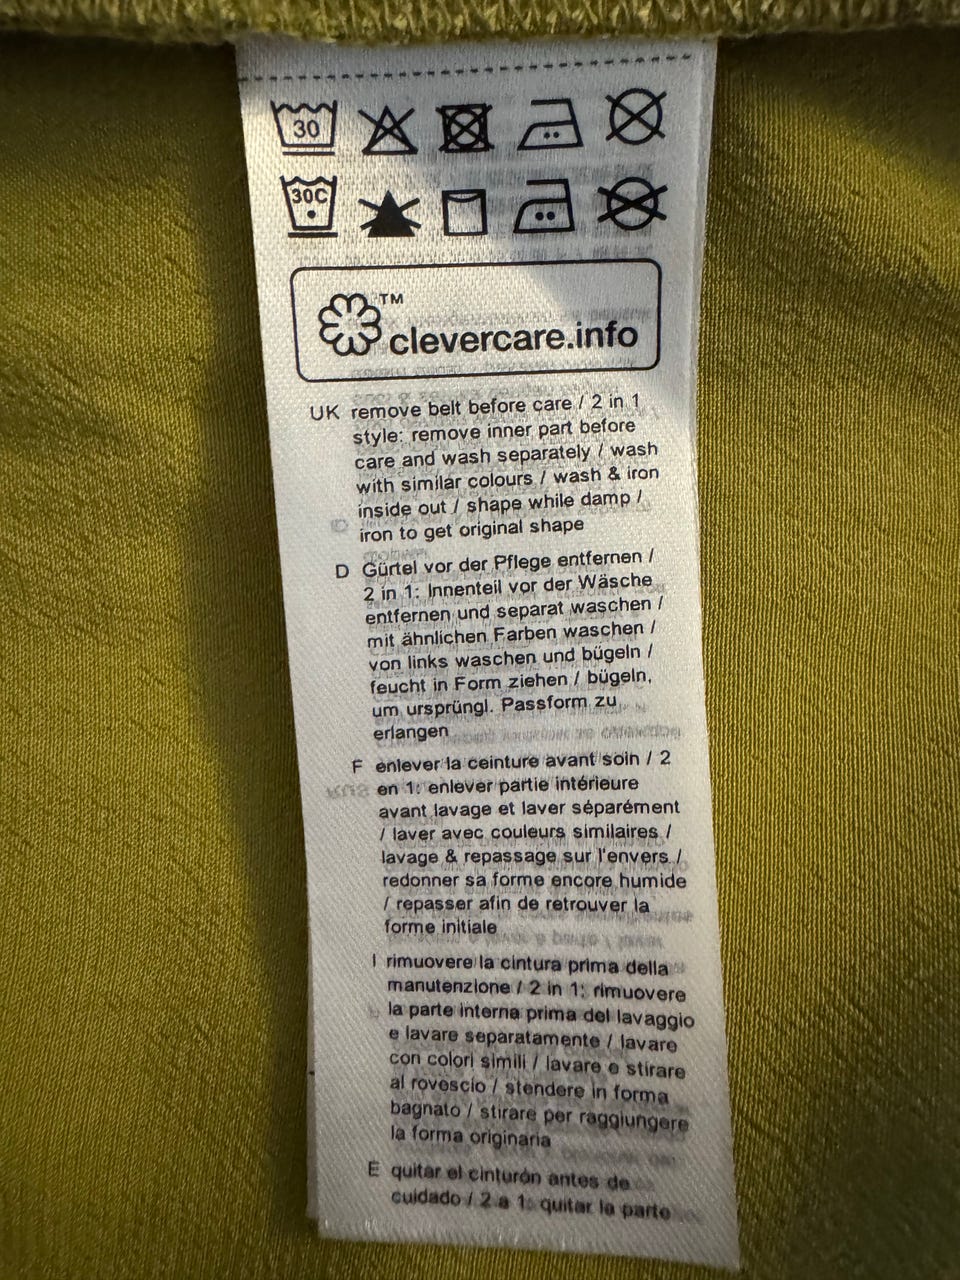 30
30C
TM
clevercare.info
UK remove belt before care / 2 in 1
style: remove inner part before
care and wash separately / wash
with similar colours / wash & iron
inside out / shape while damp /
iron to get original shape
D Gürtel vor der Pflege entfernen /
2 in 1: Innenteil vor der Wäsche
entfernen und separat waschen /
mit ähnlichen Farben waschen /
von links waschen und bügeln /
feucht in Form ziehen / bügeln,
um ursprüngl. Passform zu
erlangen
F enlever la ceinture avant soin / 2
en 1: enlever partie intérieure
avant lavage et laver séparément
/ laver avec couleurs similaires /
lavage & repassage sur l'envers /
redonner sa forme encore humide
/ repasser afin de retrouver la
forme initiale
I rimuovere la cintura prima della
manutenzione / 2 in 1: rimuovere
la parte interna prima del lavaggio
e lavare separatamente / lavare
con colori simili / lavare e stirare
al rovescio / stendere in forma
bagnato / stirare per raggiungere
la forma originaria
E quitar el cinturón antes de
cuidado / 2 a 1: quitar la parte